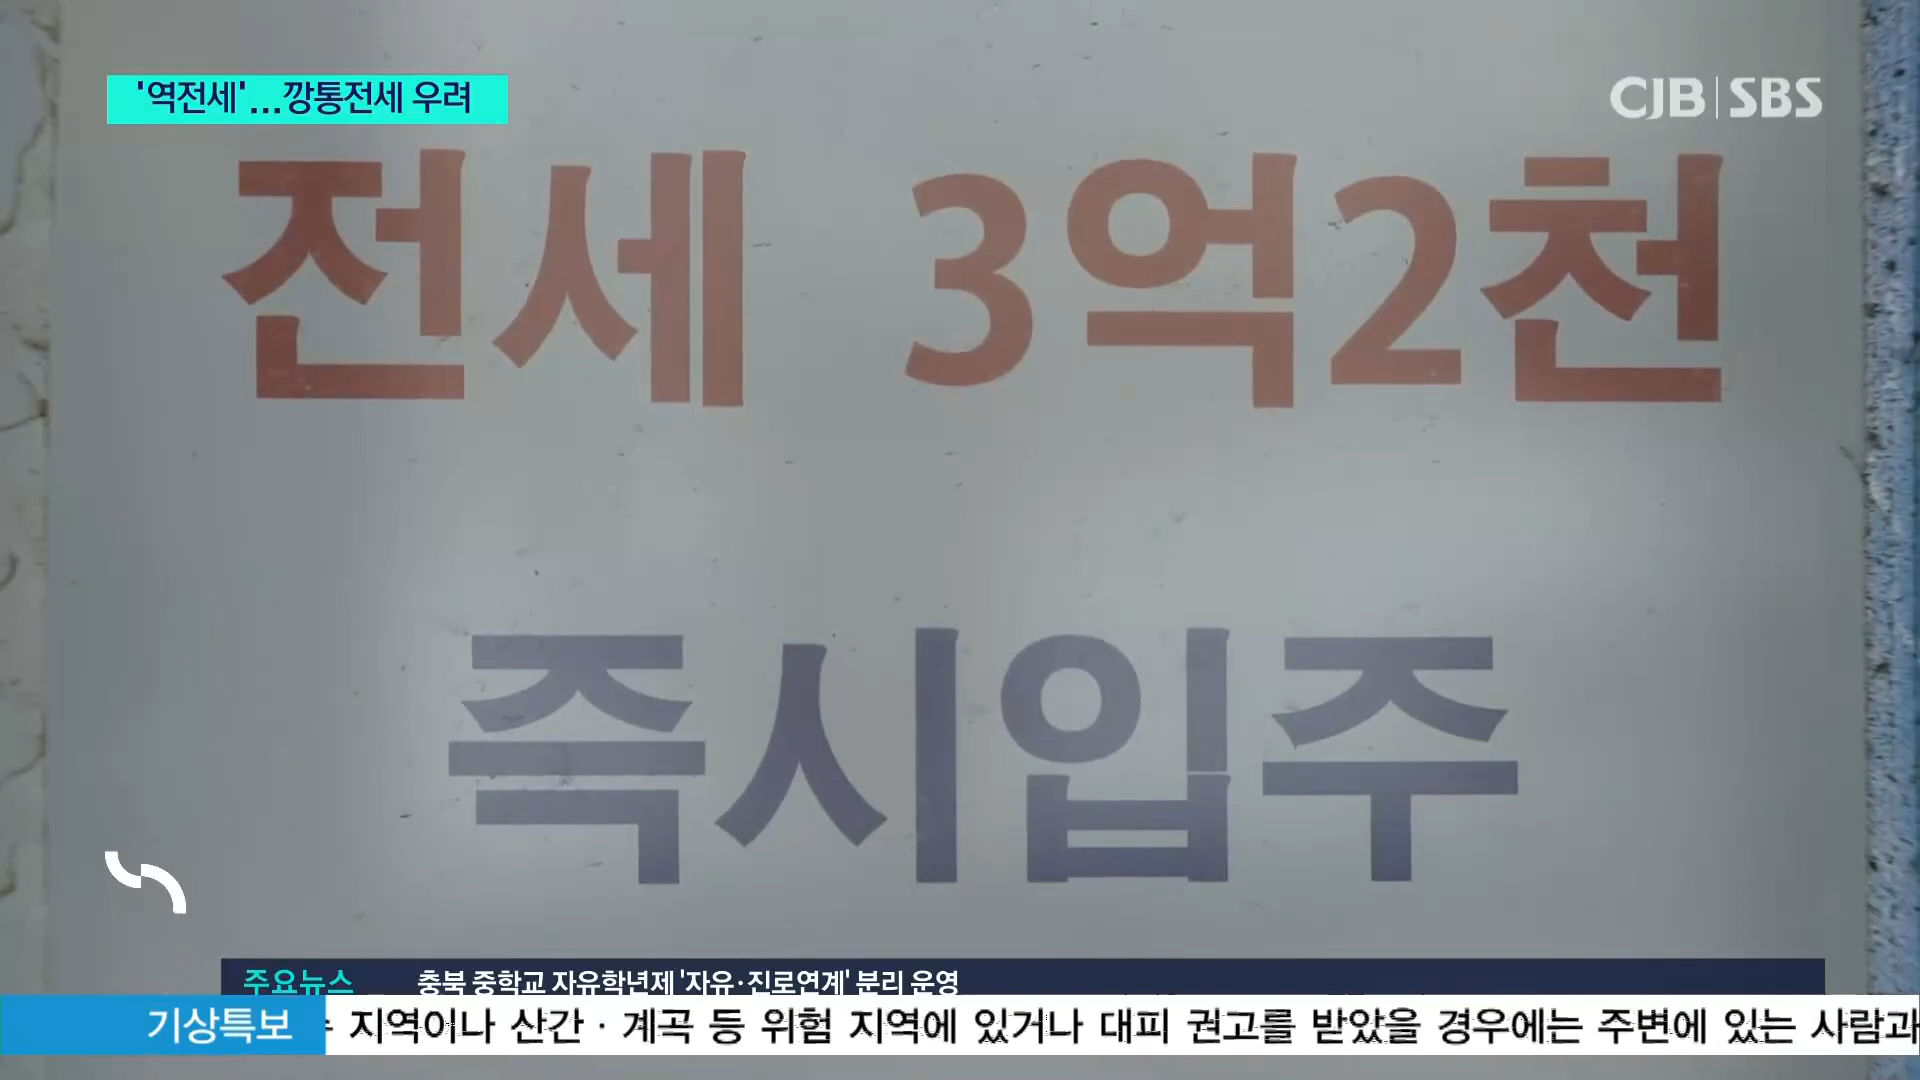 '역전세'...깡통전세 우려
CJB SBS
전세 3억2천
즉시입주
주요뉴스 충북 중학교 자유학년제 '자유·진로연계' 분리 운영
기상특보 지역이나 산간·계곡 등 위험 지역에 있거나 대피 권고를 받았을 경우에는 주변에 있는 사람과